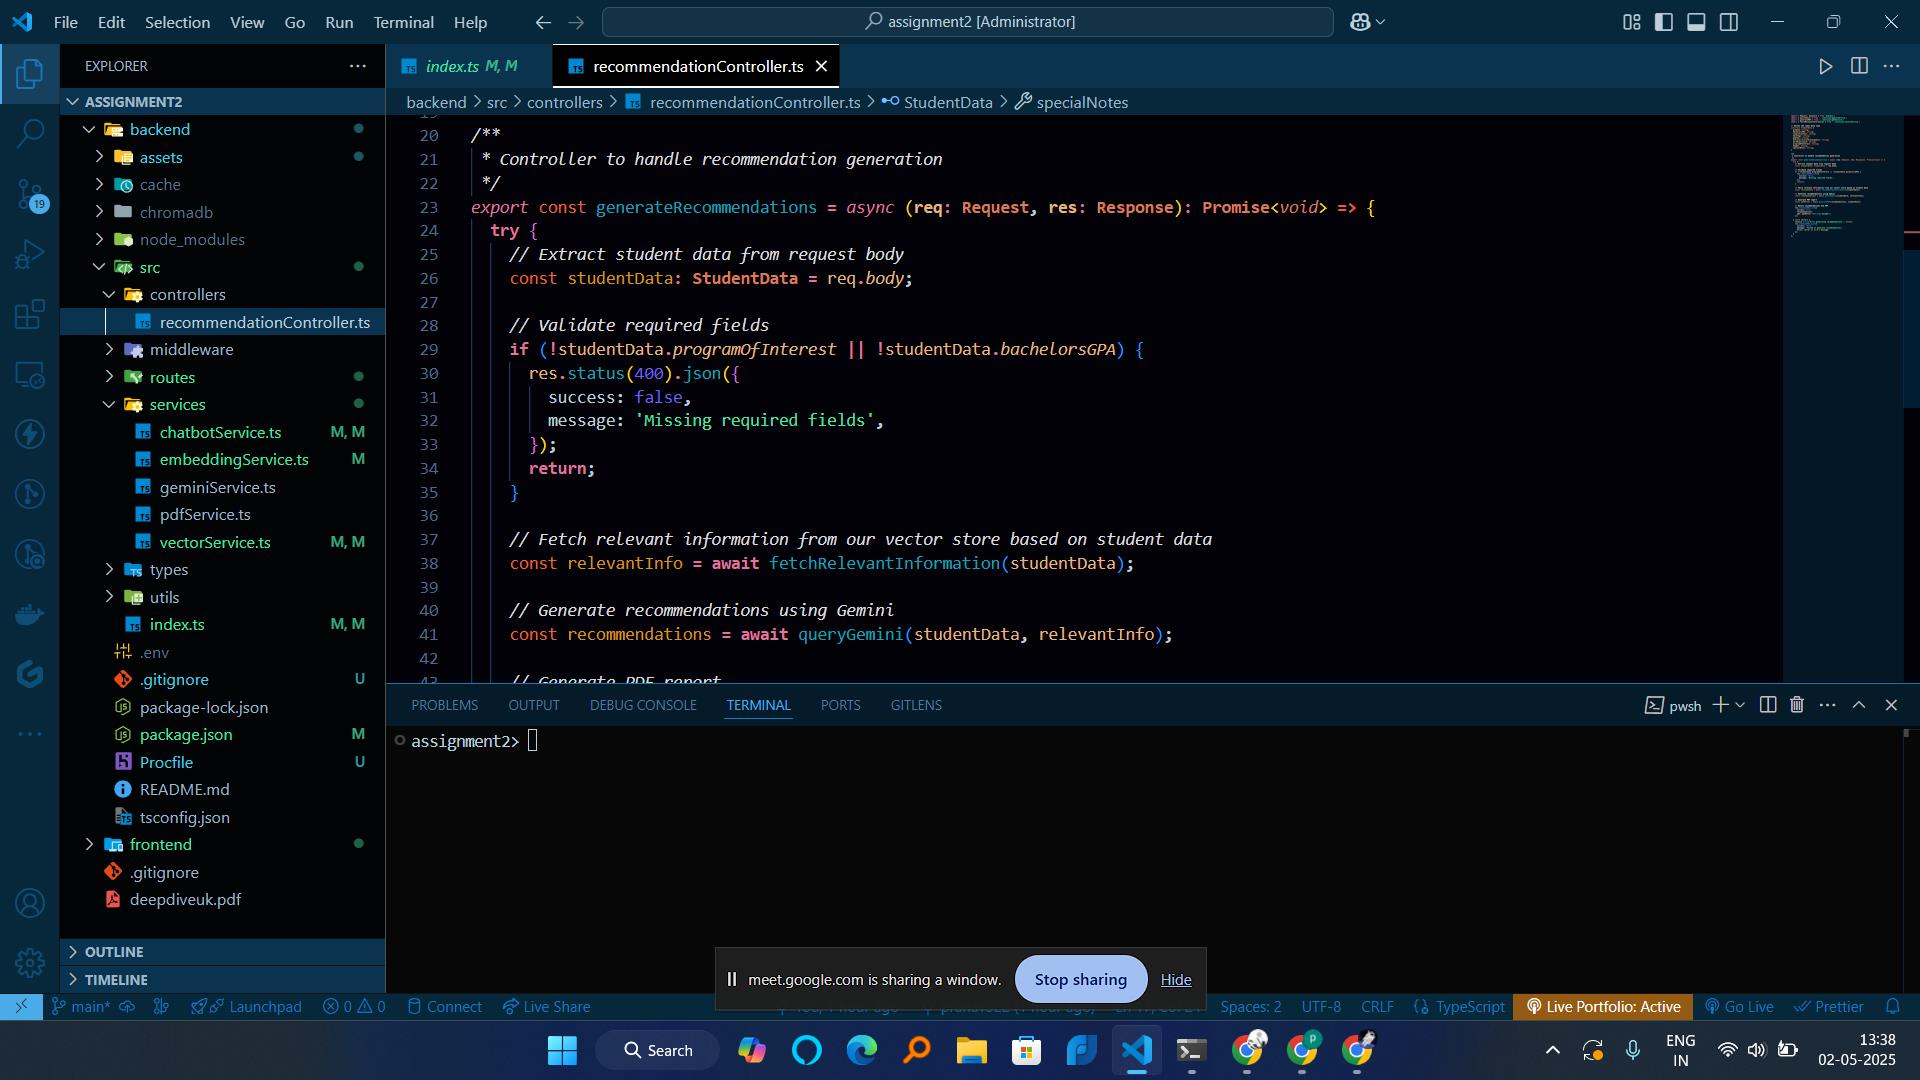 File Edit Selection View Go Run Terminal Help
assignment2 [Administrator]
EXPLORER
ASSIGNMENT2
backend
assets
cache
chromadb
node_modules
src
controllers
recommendationController.ts
middleware
routes
services
chatbotService.ts M, M
embeddingService.ts M
geminiService.ts
pdfService.ts
vectorService.ts M, M
types
utils
index.ts M, M
.env
.gitignore U
package-lock.json
package.json M
Procfile U
README.md
tsconfig.json
frontend
.gitignore
deepdiveuk.pdf
OUTLINE
TIMELINE
19
index.ts M, M
recommendationController.ts
backend > src > controllers > recommendationController.ts > StudentData > specialNotes
19
20 /**
21 * Controller to handle recommendation generation
22 */
23 export const generateRecommendations = async (req: Request, res: Response): Promise<void> => {
24 try {
25 // Extract student data from request body
26 const studentData: StudentData = req.body;
27
28 // Validate required fields
29 if (!studentData.programOfInterest || !studentData.bachelorsGPA) {
30 res.status(400).json({
31 success: false,
32 message: 'Missing required fields',
33 });
34 return;
35 }
36
37 // Fetch relevant information from our vector store based on student data
38 const relevantInfo = await fetchRelevantInformation(studentData);
39
40 // Generate recommendations using Gemini
41 const recommendations = await queryGemini(studentData, relevantInfo);
42
43 // Generate PDF report
PROBLEMS OUTPUT DEBUG CONSOLE TERMINAL PORTS GITLENS
pwsh
assignment2>
meet.google.com is sharing a window. Stop sharing Hide
main* Launchpad 0 0 Connect Live Share
Spaces: 2 UTF-8 CRLF {} TypeScript Live Portfolio: Active Go Live Prettier
Search
ENG
IN
13:38
02-05-2025